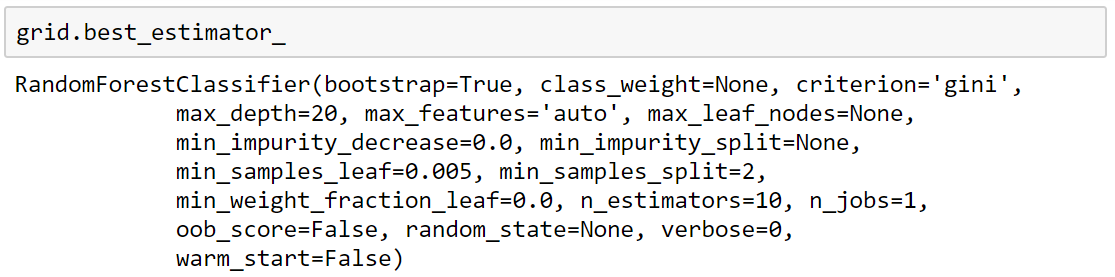 grid.best_estimator_
RandomForestClassifier(bootstrap=True, class_weight=None, criterion='gini',
max_depth=20, max_features='auto', max_leaf_nodes=None,
min_impurity_decrease=0.0, min_impurity_split=None,
min_samples_leaf=0.005, min_samples_split=2,
min_weight_fraction_leaf=0.0, n_estimators=10, n_jobs=1,
oob_score=False, random_state=None, verbose=0,
warm_start=False)